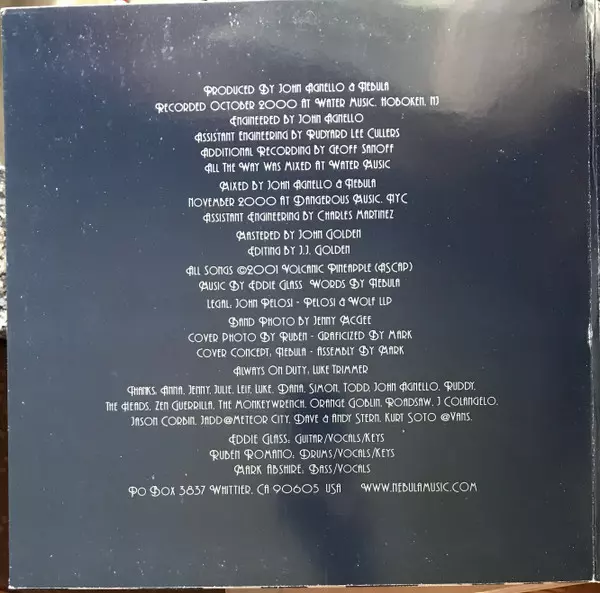 Produced By John Agnello & Nebula
Recorded October 2000 At Water Music, Hoboken, NJ
Engineered by John Agnello
Assistant Engineering by Rudyard Lee Cullers
Additional Recording by Geoff Sanoff
All The Way was Mixed at Water Music
Mixed by John Agnello & Nebula
November 2000 at Dangerous Music, NYC
Assistant Engineering by Charles Martinez
Mastered by John Golden
Editing by J.J. Golden
All Songs ©2001 Volcanic Pineapple (ASCAP)
Music By Eddie Glass Words By Nebula
Legal: John Pelosi - Pelosi & Wolf LLP
Band Photo by Jenny McGee
Cover Photo By Ruben - Graficized By Mark
Cover Concept, Nebula - Assembly By Mark
Always On Duty, Luke Trimmer
Thanks, Anna, Jenny, Julie, Leif, Luke, Dana, Simon, Todd, John Agnello, Ruddy,
The Heads, Zen Guerrilla, The Monkeywrench, Orange Goblin, Roadsaw, J Colangelo,
Jason Corbin, Jadd@Meteor City, Dave & Andy Stern, Kurt Soto @Vans.
Eddie Glass: Guitar/Vocals/Keys
Ruben Romano: Drums/Vocals/Keys
Mark Abshire: Bass/Vocals
PO Box 3837 Whittier, CA 90605 USA www.nebulamusic.com